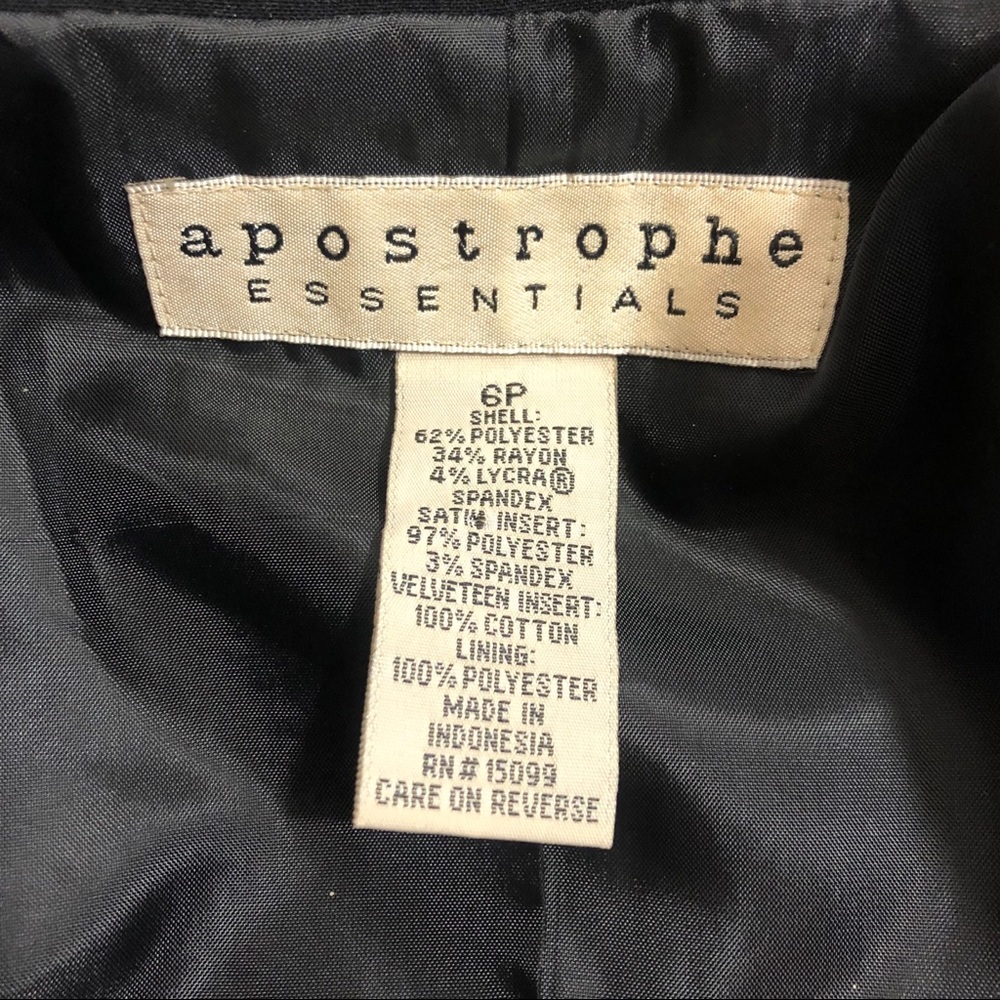 apostrophe
ESSENTIALS
6P
SHELL:
62% POLYESTER
34% RAYON
4% LYCRA®
SPANDEX
SATIN INSERT:
97% POLYESTER
3% SPANDEX
VELVETEEN INSERT:
100% COTTON
LINING:
100% POLYESTER
MADE IN
INDONESIA
RN# 15099
CARE ON REVERSE